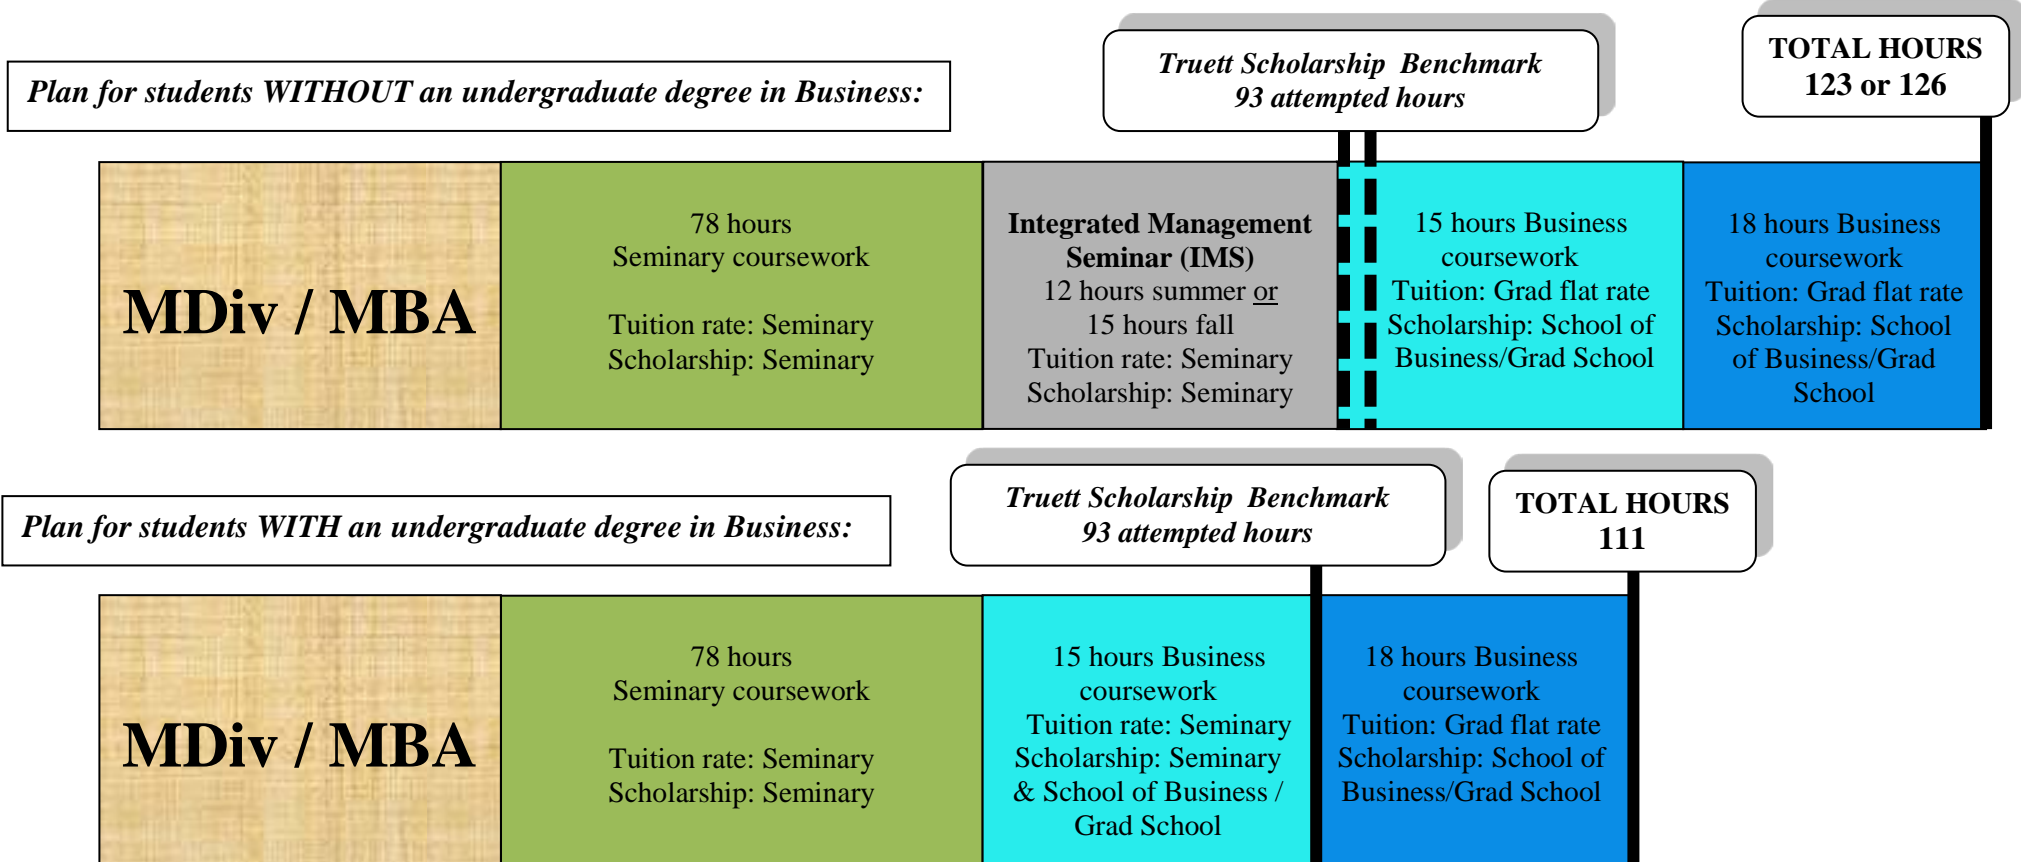 Plan for students WITHOUT an undergraduate degree in Business:
Truett Scholarship Benchmark
93 attempted hours
TOTAL HOURS
123 or 126
MDiv / MBA
78 hours
Seminary coursework
Tuition rate: Seminary
Scholarship: Seminary
Integrated Management
Seminar (IMS)
12 hours summer or
15 hours fall
Tuition rate: Seminary
Scholarship: Seminary
15 hours Business
coursework
Tuition: Grad flat rate
Scholarship: School of
Business/Grad School
18 hours Business
coursework
Tuition: Grad flat rate
Scholarship: School
of Business/Grad
School
Plan for students WITH an undergraduate degree in Business:
Truett Scholarship Benchmark
93 attempted hours
TOTAL HOURS
111
MDiv / MBA
78 hours
Seminary coursework
Tuition rate: Seminary
Scholarship: Seminary
15 hours Business
coursework
Tuition rate: Seminary
Scholarship: Seminary
& School of Business /
Grad School
18 hours Business
coursework
Tuition: Grad flat rate
Scholarship: School of
Business/Grad School